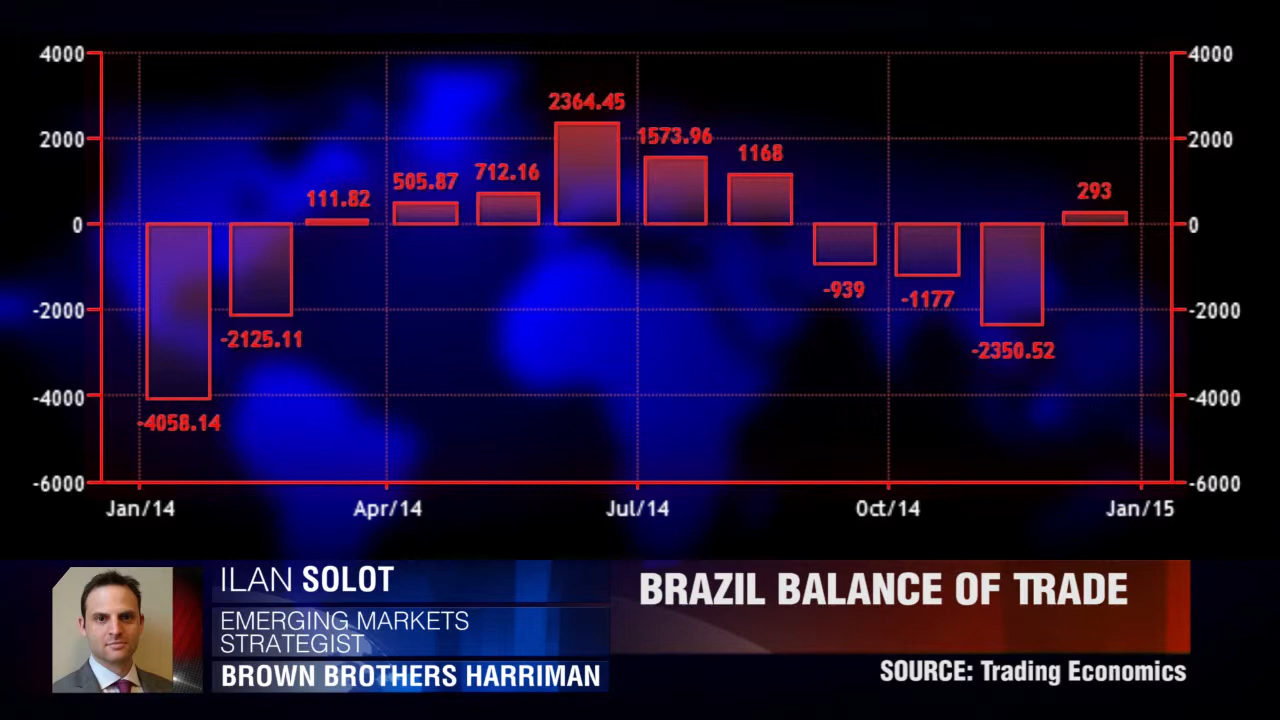 4000 4000
2364.45
2000 1573.96 2000
1168
712.16
505.87
111.82 293
0 0
-939
-1177
-2000 -2000
-2125.11
-2350.52
-4000 -4000
-4058.14
-6000 -6000
Jan/14 Apr/14 Jul/14 Oct/14 Jan/15
ILAN SOLOT
EMERGING MARKETS
STRATEGIST
BROWN BROTHERS HARRIMAN
BRAZIL BALANCE OF TRADE
SOURCE: Trading Economics